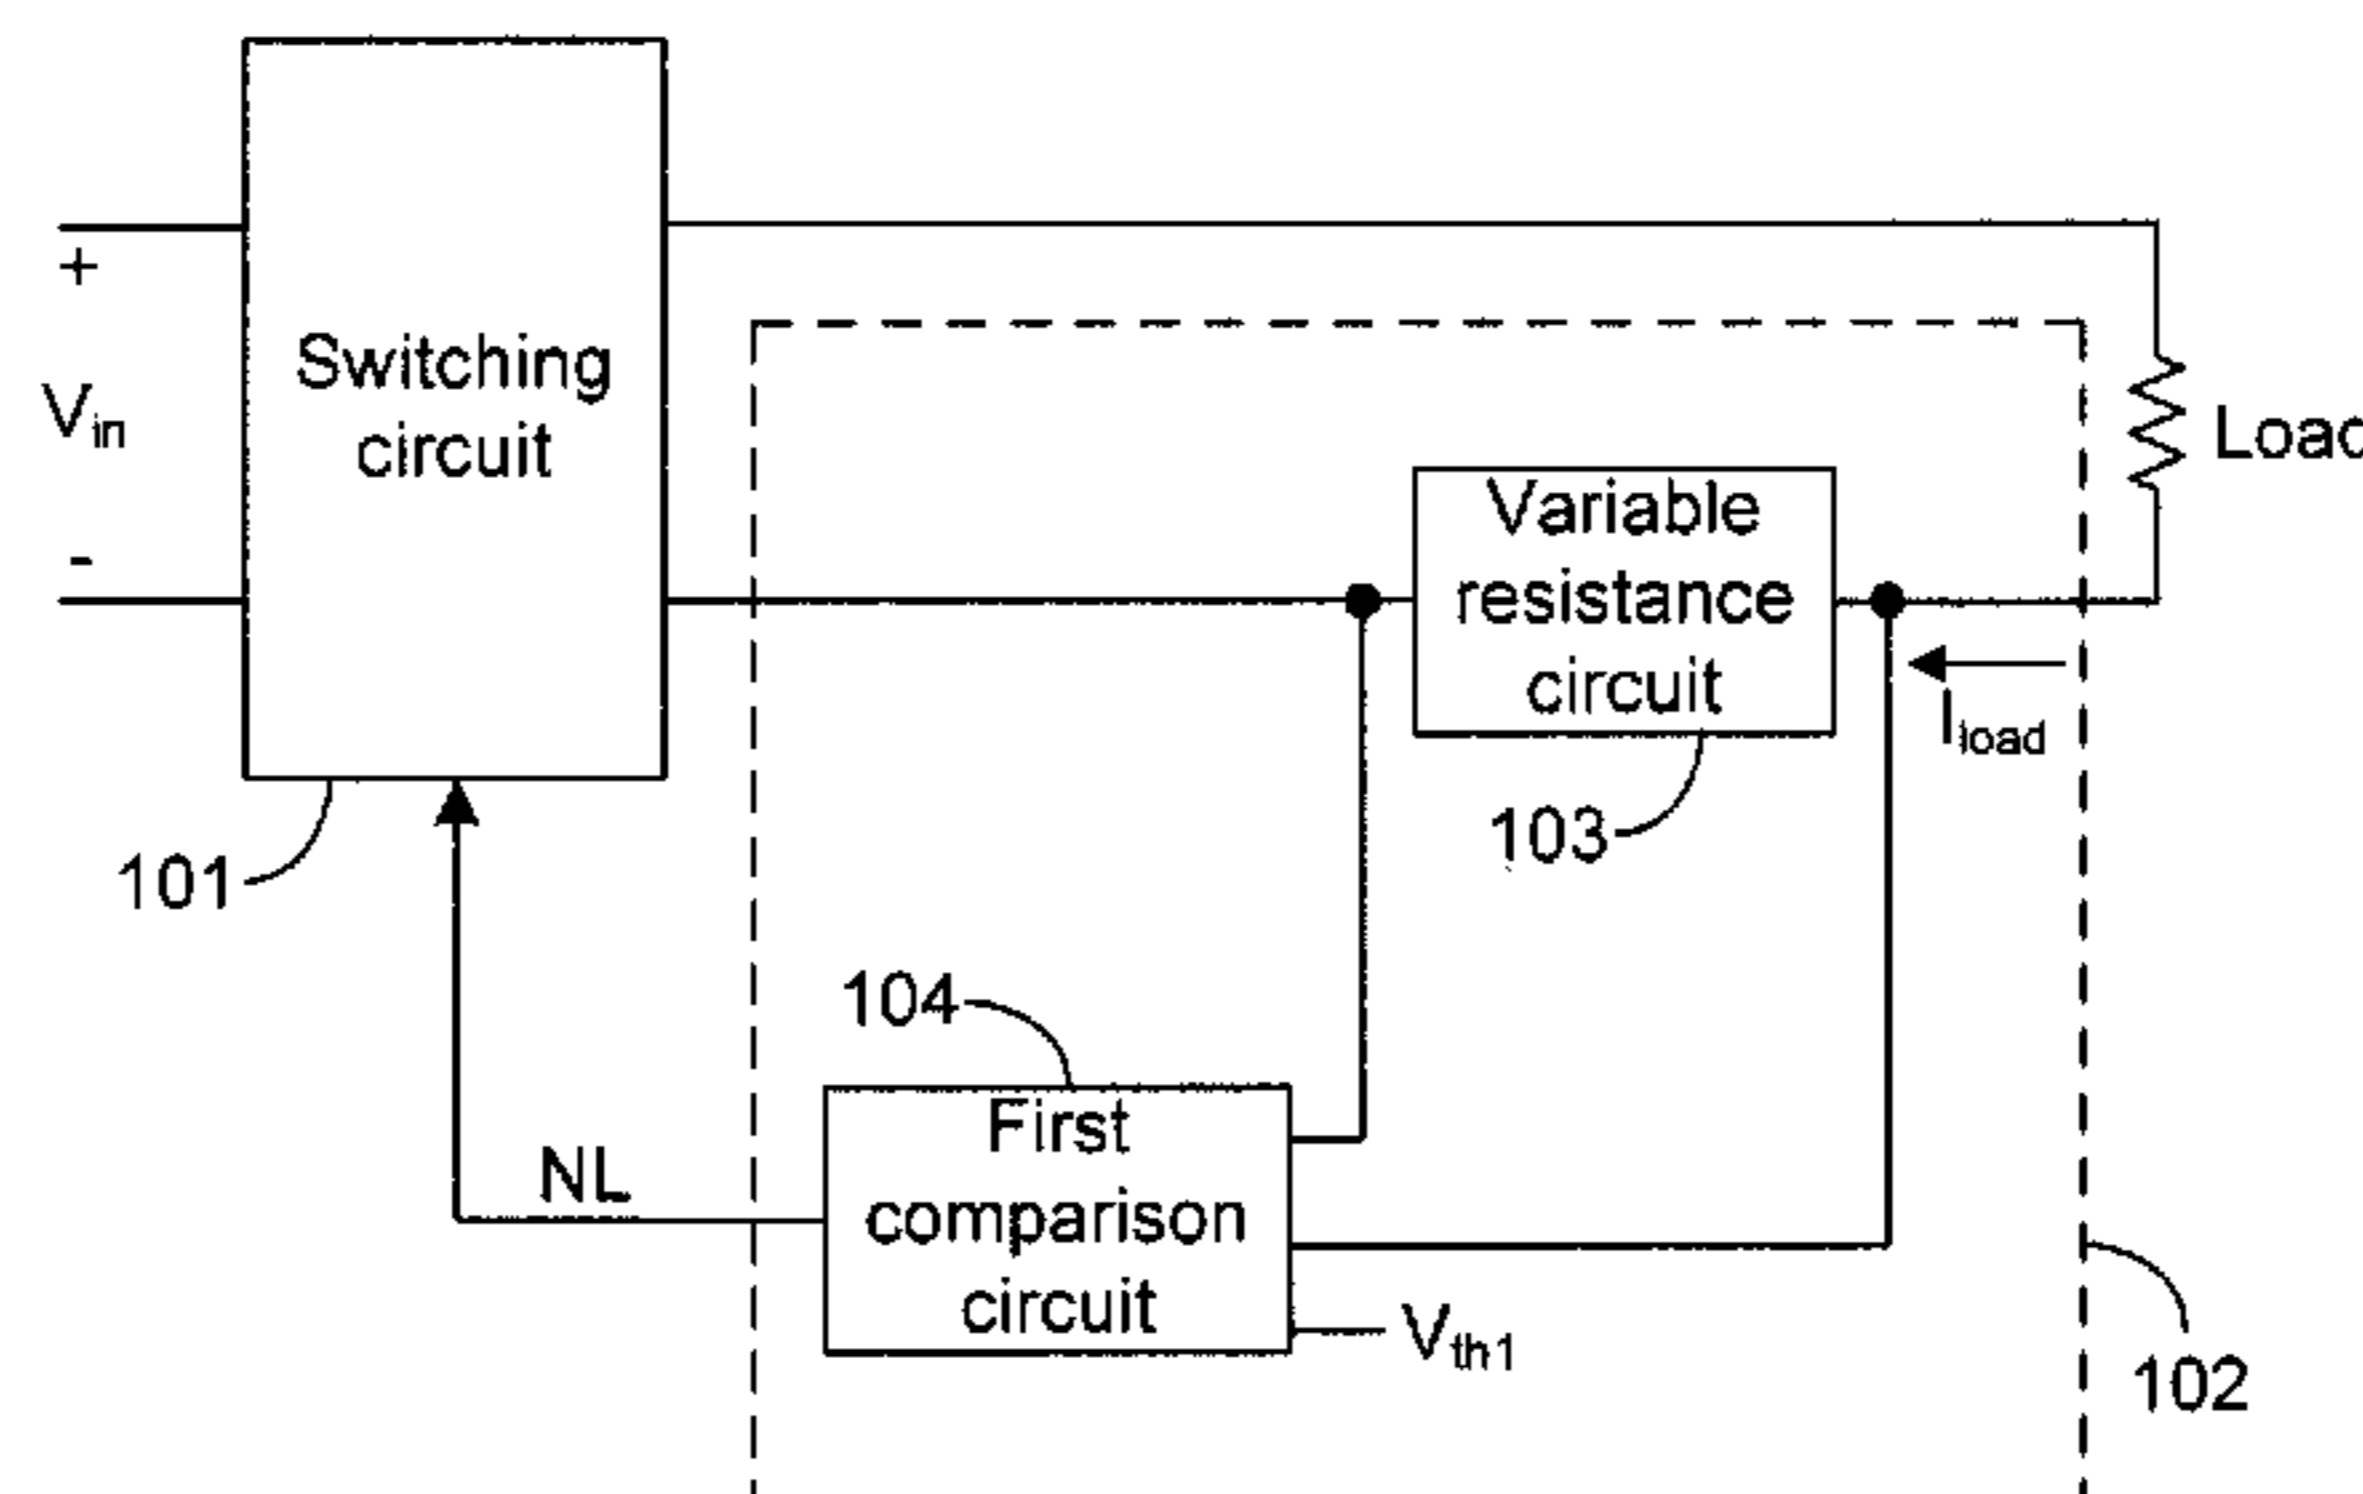 +
Vin
-
Switching
circuit
Load
Variable
resistance
circuit
Iload
103
101
104
NL
First
comparison
circuit
Vth1
102